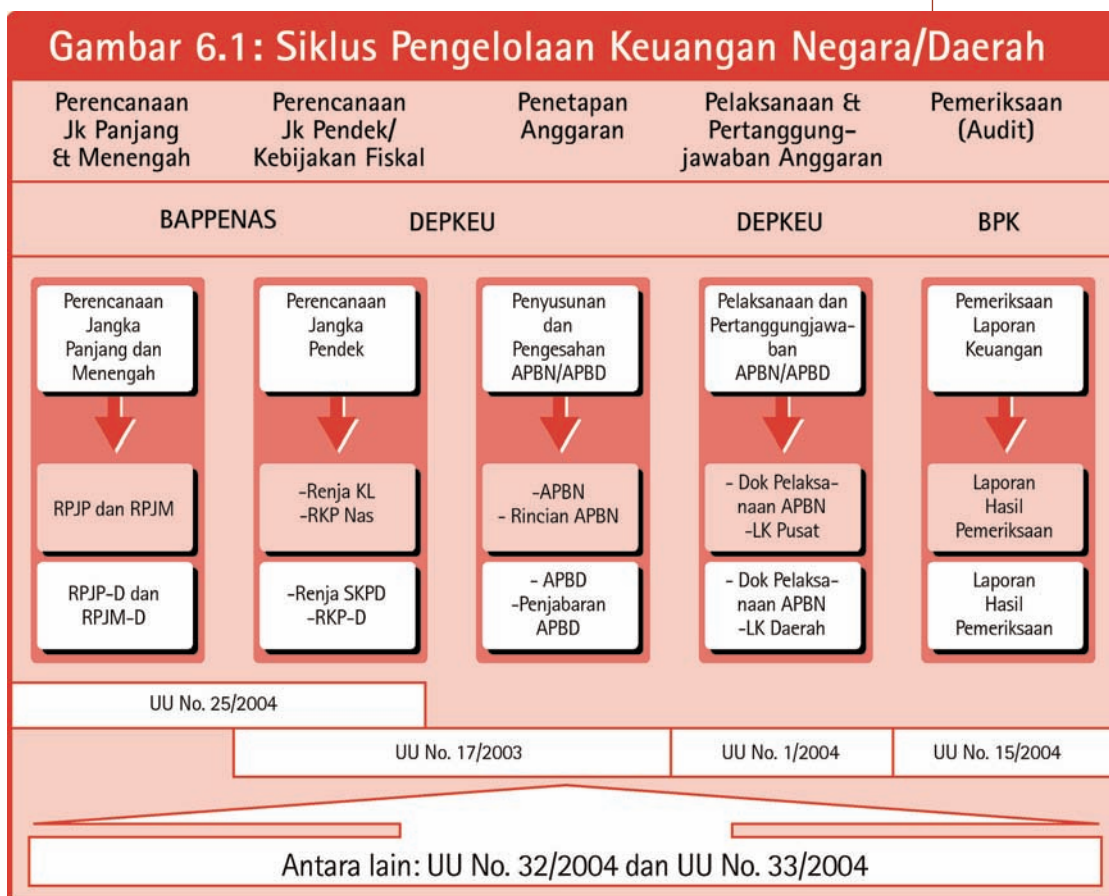 Gambar 6.1: Siklus Pengelolaan Keuangan Negara/Daerah
Perencanaan
Jk Panjang
& Menengah
Perencanaan
Jk Pendek/
Kebijakan Fiskal
Penetapan
Anggaran
Pelaksanaan &
Pertanggung-
jawaban Anggaran
Pemeriksaan
(Audit)
BAPPENAS
DEPKEU
DEPKEU
BPK
Perencanaan
Jangka
Panjang dan
Menengah
Perencanaan
Jangka
Pendek
Penyusunan
dan
Pengesahan
APBN/APBD
Pelaksanaan dan
Pertanggungjawa-
ban
APBN/APBD
Pemeriksaan
Laporan
Keuangan
RPJP dan RPJM
-Renja KL
-RKP Nas
-APBN
- Rincian APBN
- Dok Pelaksa-
naan APBN
-LK Pusat
Laporan
Hasil
Pemeriksaan
RPJP-D dan
RPJM-D
-Renja SKPD
-RKP-D
- APBD
-Penjabaran
APBD
- Dok Pelaksa-
naan APBN
-LK Daerah
Laporan
Hasil
Pemeriksaan
UU No. 25/2004
UU No. 17/2003
UU No. 1/2004
UU No. 15/2004
Antara lain: UU No. 32/2004 dan UU No. 33/2004